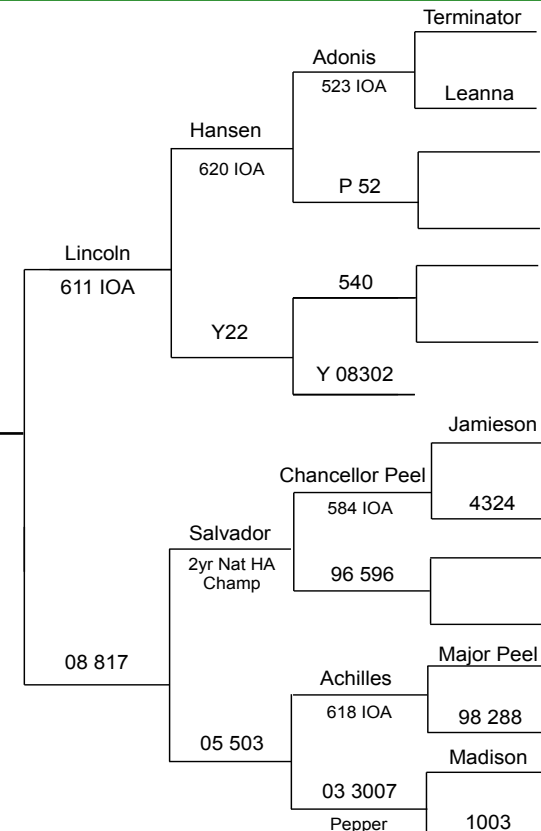 Terminator
Adonis
523 IOA
Leanna
Hansen
620 IOA
P 52
Lincoln
611 IOA
540
Y22
Y 08302
Jamieson
Chancellor Peel
584 IOA
4324
Salvador
2yr Nat HA
Champ
96 596
08 817
Major Peel
Achilles
618 IOA
98 288
05 503
Madison
03 3007
Pepper
1003